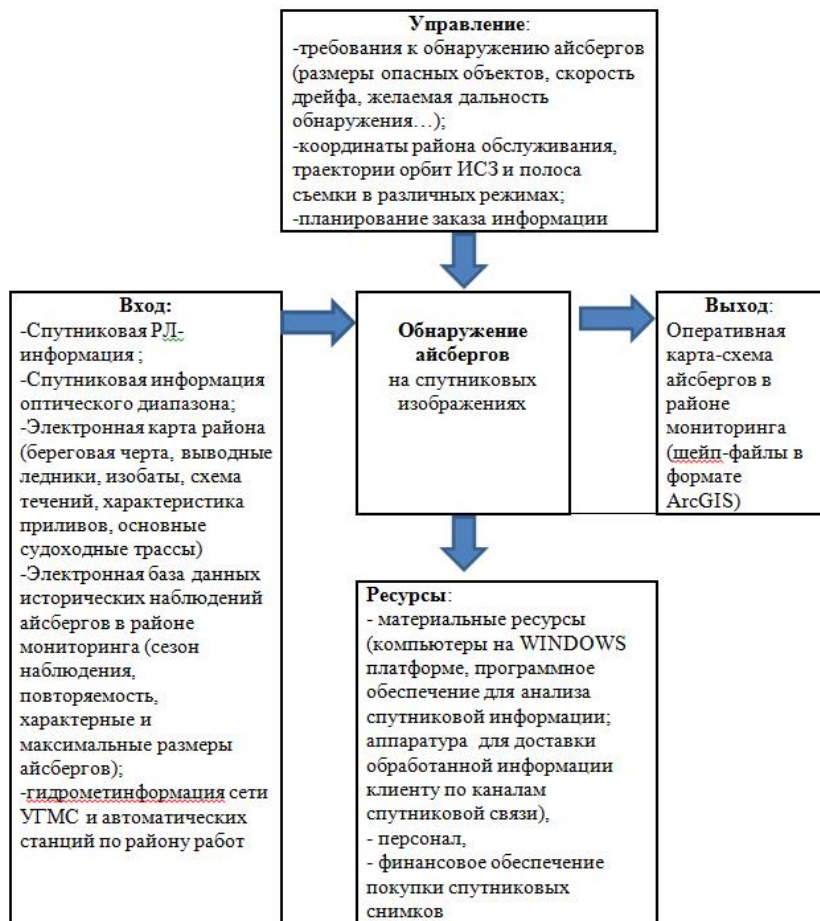 Управление:
-требования к обнаружению айсбергов
(размеры опасных объектов, скорость
дрейфа, желаемая дальность
обнаружения…);
-координаты района обслуживания,
траектории орбит ИСЗ и полоса
съемки в различных режимах;
-планирование заказа информации
Вход:
-Спутниковая РЛ-
информация ;
-Спутниковая информация
оптического диапазона;
-Электронная карта района
(береговая черта, выводные
ледники, изобаты, схема
течений, характеристика
приливов, основные
судоходные трассы)
-Электронная база данных
исторических наблюдений
айсбергов в районе
мониторинга (сезон
наблюдения,
повторяемость,
характерные и
максимальные размеры
айсбергов);
-гидрометинформация сети
УГМС и автоматических
станций по району работ
Обнаружение
айсбергов
на спутниковых
изображениях
Выход:
Оперативная
карта-схема
айсбергов в
районе
мониторинга
(шейп-файлы в
формате
ArcGIS)
Ресурсы:
- материальные ресурсы
(компьютеры на WINDOWS
платформе, программное
обеспечение для анализа
спутниковой информации;
аппаратура для доставки
обработанной информации
клиенту по каналам
спутниковой связи),
- персонал,
- финансовое обеспечение
покупки спутниковых
снимков